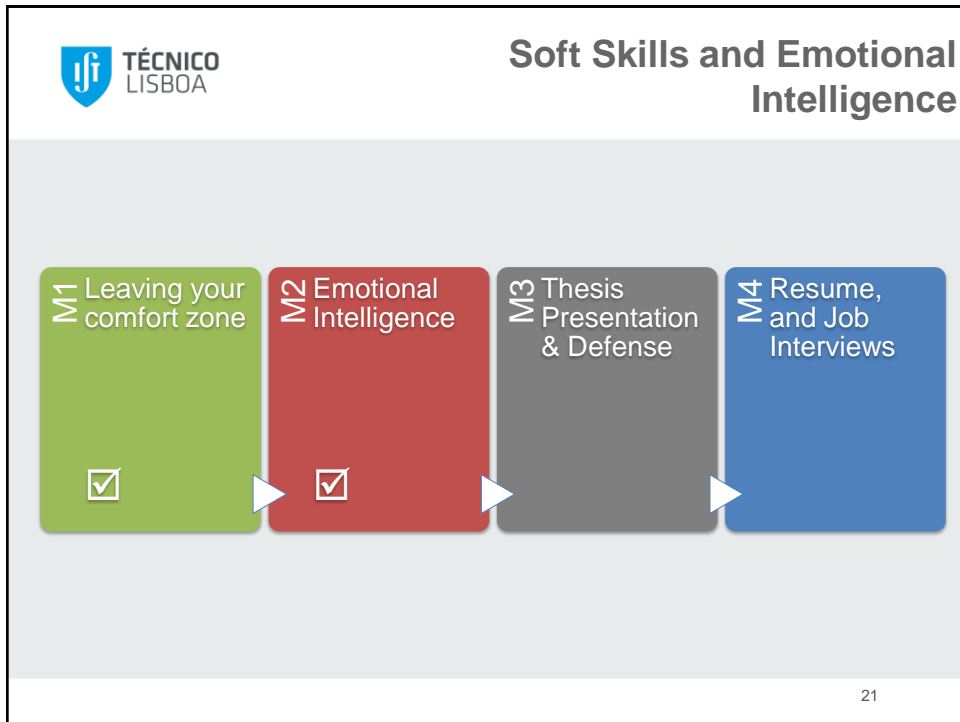 TÉCNICO
LISBOA
Soft Skills and Emotional
Intelligence
M1
Leaving your
comfort zone
☑
M2
Emotional
Intelligence
☑
M3
Thesis
Presentation
& Defense
M4
Resume,
and Job
Interviews
21